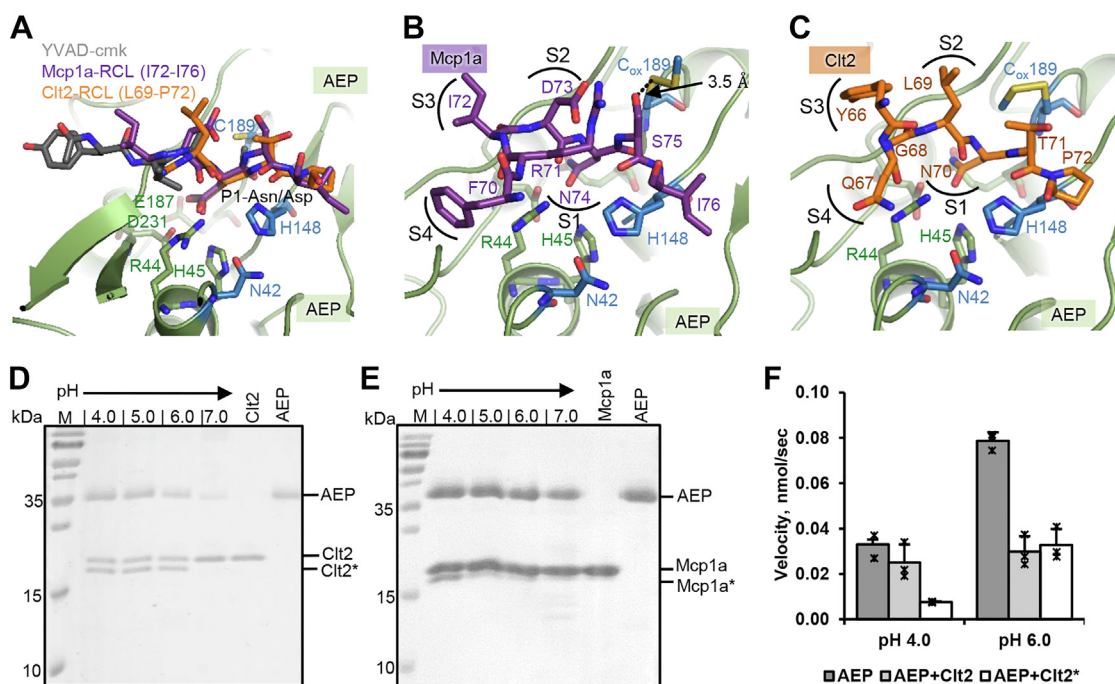 A
YVAD-cmk
Mcp1a-RCL (I72-I76)
Clt2-RCL (L69-P72)
AEP
C189
P1-Asn/Asp
E187
D231
H148
R44
H45
N42
AEP
B
Mcp1a
S2
Cox189
D73
3.5 Å
S3
I72
S75
R71
F70
N74
I76
S4
S1
H148
R44
H45
N42
AEP
C
Clt2
S2
L69
Cox189
S3
Y66
T71
G68
P72
N70
Q67
S4
S1
H148
R44
H45
N42
AEP
D
pH
kDa M | 4.0 | 5.0 | 6.0 | 7.0 Clt2 AEP
35 AEP
Clt2
Clt2*
15
10
E
pH
kDa M | 4.0 | 5.0 | 6.0 | 7.0 Mcp1a AEP
35 AEP
Mcp1a
Mcp1a*
15
10
F
Velocity, nmol/sec
0.10
0.08
0.06
0.04
0.02
0.00
pH 4.0 pH 6.0
AEP AEP+Clt2 AEP+Clt2*